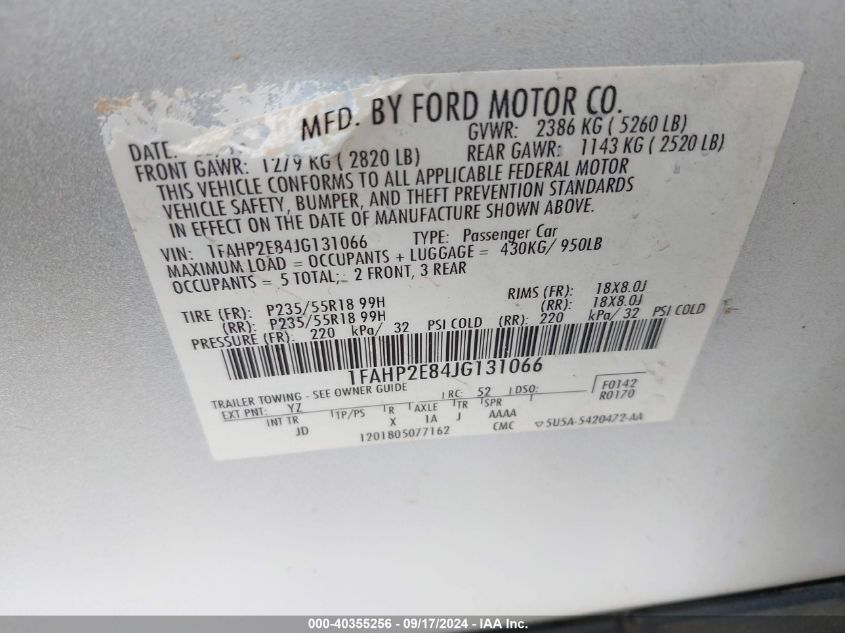 MFD. BY FORD MOTOR CO.
DATE: GVWR: 2386 KG ( 5260 LB)
FRONT GAWR: 1279 KG ( 2820 LB) REAR GAWR: 1143 KG ( 2520 LB)
THIS VEHICLE CONFORMS TO ALL APPLICABLE FEDERAL MOTOR
VEHICLE SAFETY, BUMPER, AND THEFT PREVENTION STANDARDS
IN EFFECT ON THE DATE OF MANUFACTURE SHOWN ABOVE.
VIN: 1FAHP2E84JG131066 TYPE: Passenger Car
MAXIMUM LOAD = OCCUPANTS + LUGGAGE = 430KG/ 950LB
OCCUPANTS = 5 TOTAL; 2 FRONT, 3 REAR
TIRE (FR): P235/55R18 99H RIMS (FR): 18X8.0J
(RR): P235/55R18 99H (RR): 18X8.0J
PRESSURE (FR): 220 kPa/ 32 PSI COLD (RR): 220 kPa/ 32 PSI COLD
1FAHP2E84JG131066
TRAILER TOWING - SEE OWNER GUIDE
EXT PNT: YZ RC: 52 DSO: F0142
INT TR TP/PS R AXLE TR SPR R0170
JD X 1A J AAAA
1201805077162 CMC ▽5U5A-5420472-AA
000-40355256 - 09/17/2024 - IAA Inc.